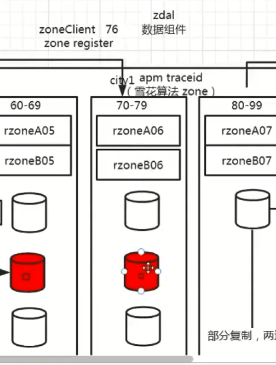 zdal
zoneClient 76 数据组件
zone register
city1 apm traceid
（雪花算法 zone）
60-69 70-79 80-99
rzoneA05 rzoneA06 rzoneA07
rzoneB05 rzoneB06 rzoneB07
部分复制，两